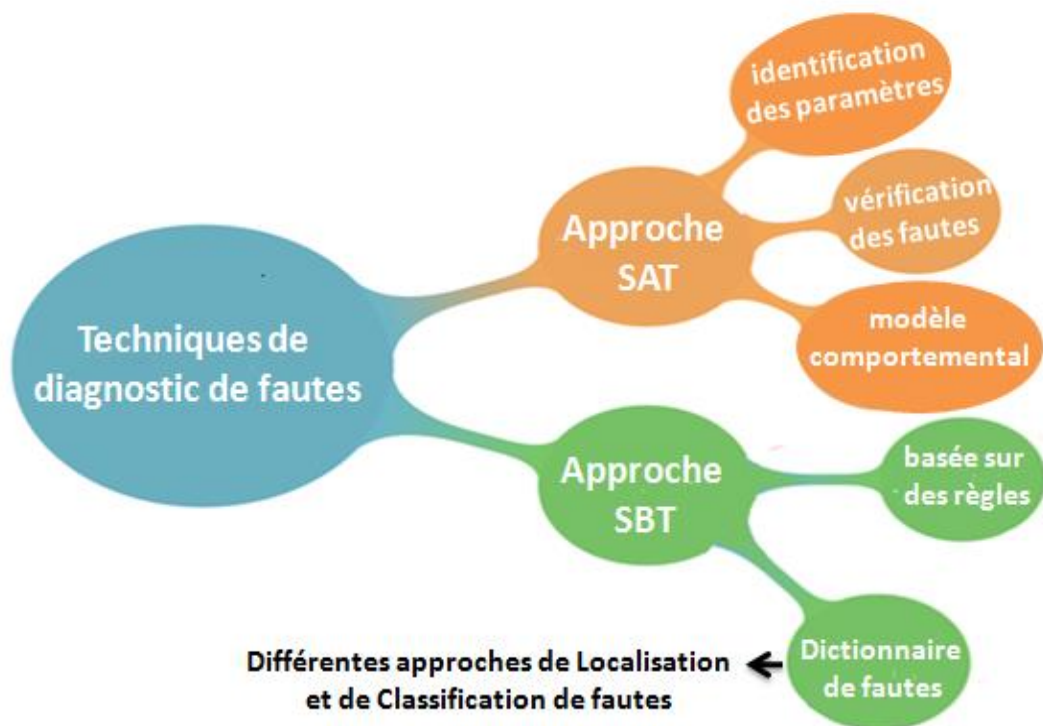 Techniques de
diagnostic de fautes
Approche
SAT
identification
des paramètres
vérification
des fautes
modèle
comportemental
Approche
SBT
basée sur
des règles
Dictionnaire
de fautes
Différentes approches de Localisation
et de Classification de fautes